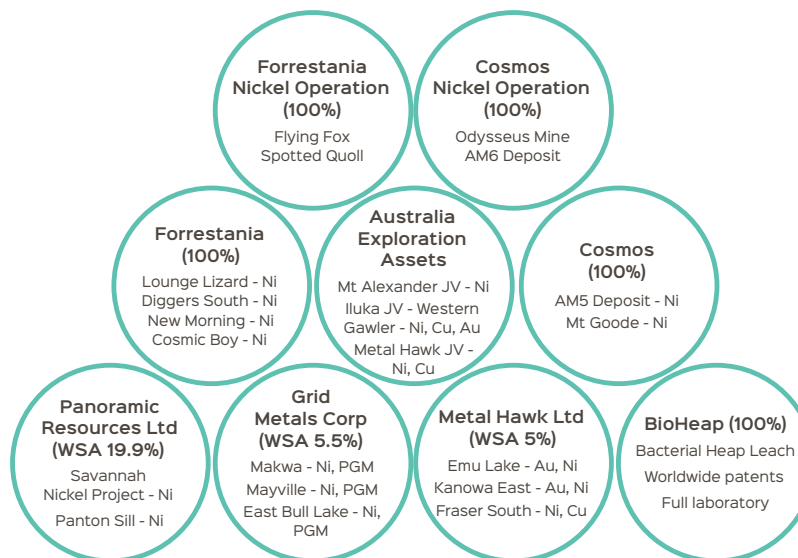 Forrestania
Nickel Operation
(100%)
Flying Fox
Spotted Quoll
Cosmos
Nickel Operation
(100%)
Odysseus Mine
AM6 Deposit
Forrestania
(100%)
Lounge Lizard - Ni
Diggers South - Ni
New Morning - Ni
Cosmic Boy - Ni
Australia
Exploration
Assets
Mt Alexander JV - Ni
Iluka JV - Western
Gawler - Ni, Cu, Au
Metal Hawk JV -
Ni, Cu
Cosmos
(100%)
AM5 Deposit - Ni
Mt Goode - Ni
Panoramic
Resources Ltd
(WSA 19.9%)
Savannah
Nickel Project - Ni
Panton Sill - Ni
Grid
Metals Corp
(WSA 5.5%)
Makwa - Ni, PGM
Mayville - Ni, PGM
East Bull Lake - Ni,
PGM
Metal Hawk Ltd
(WSA 5%)
Emu Lake - Au, Ni
Kanowa East - Au, Ni
Fraser South - Ni, Cu
BioHeap (100%)
Bacterial Heap Leach
Worldwide patents
Full laboratory